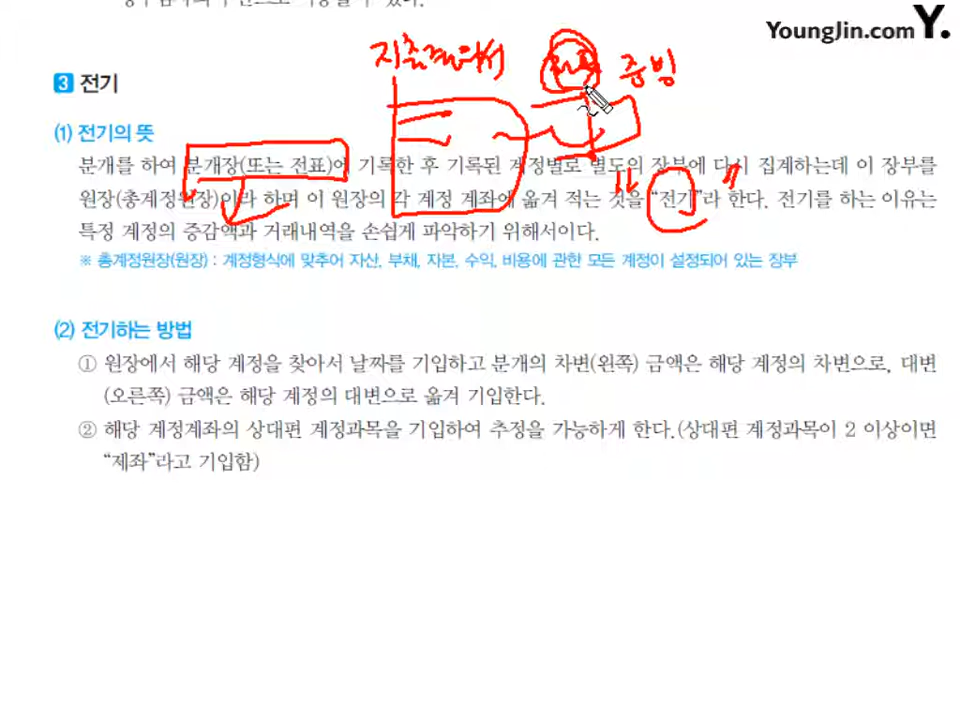 YoungJin.com Y.
지출결의서 전표 증빙
3 전기
(1) 전기의 뜻
분개를 하여 분개장(또는 전표)에 기록한 후 기록된 계정별로 별도의 장부에 다시 집계하는데 이 장부를
원장(총계정원장)이라 하며 이 원장의 각 계정 계좌에 옮겨 적는 것을 “전기”라 한다. 전기를 하는 이유는
특정 계정의 증감액과 거래내역을 손쉽게 파악하기 위해서이다.
※ 총계정원장(원장) : 계정형식에 맞추어 자산, 부채, 자본, 수익, 비용에 관한 모든 계정이 설정되어 있는 장부
(2) 전기하는 방법
① 원장에서 해당 계정을 찾아서 날짜를 기입하고 분개의 차변(왼쪽) 금액은 해당 계정의 차변으로, 대변
(오른쪽) 금액은 해당 계정의 대변으로 옮겨 기입한다.
② 해당 계정계좌의 상대편 계정과목을 기입하여 추정을 가능하게 한다.(상대편 계정과목이 2 이상이면
“제좌”라고 기입함)